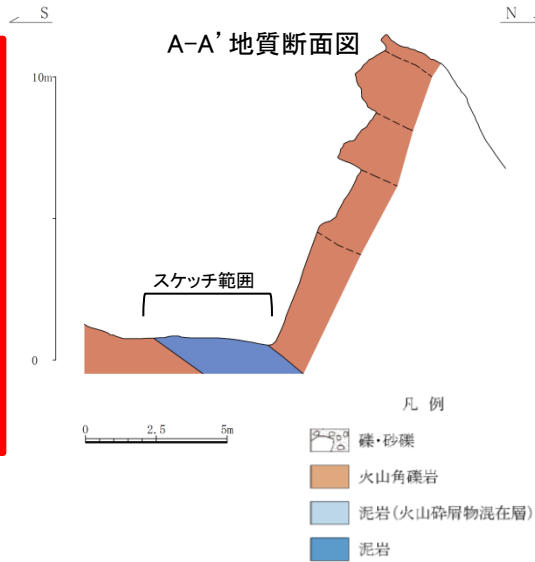 S
N
A-A’地質断面図
10m
スケッチ範囲
0
0 2.5 5m
凡 例
礫・砂礫
火山角礫岩
泥岩(火山砕屑物混在層)
泥岩